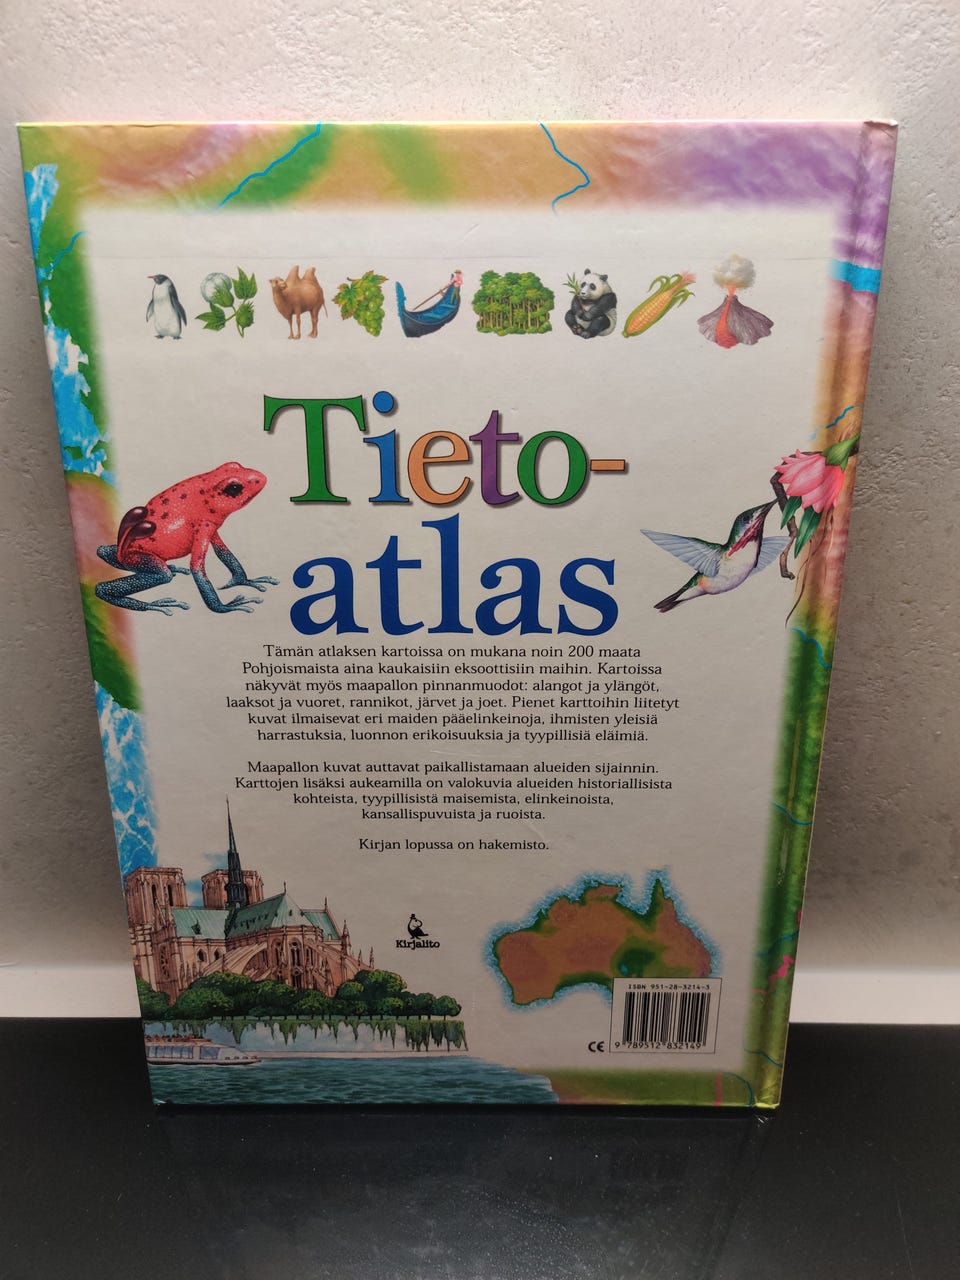 Tieto-
atlas
Tämän atlaksen kartoissa on mukana noin 200 maata
Pohjoismaista aina kaukaisiin eksoottisiin maihin. Kartoissa
näkyvät myös maapallon pinnanmuodot: alangot ja ylängöt,
laaksot ja vuoret, rannikot, järvet ja joet. Pienet karttoihin liitetyt
kuvat ilmaisevat eri maiden pääelinkeinoja, ihmisten yleisiä
harrastuksia, luonnon erikoisuuksia ja tyypillisiä eläimiä.
Maapallon kuvat auttavat paikallistamaan alueiden sijainnin.
Karttojen lisäksi aukeamilla on valokuvia alueiden historiallisista
kohteista, tyypillisistä maisemista, elinkeinoista,
kansallispuvuista ja ruoista.
Kirjan lopussa on hakemisto.
Kirjalito
ISBN 951-28-3214-3
CE 9 789512 832149